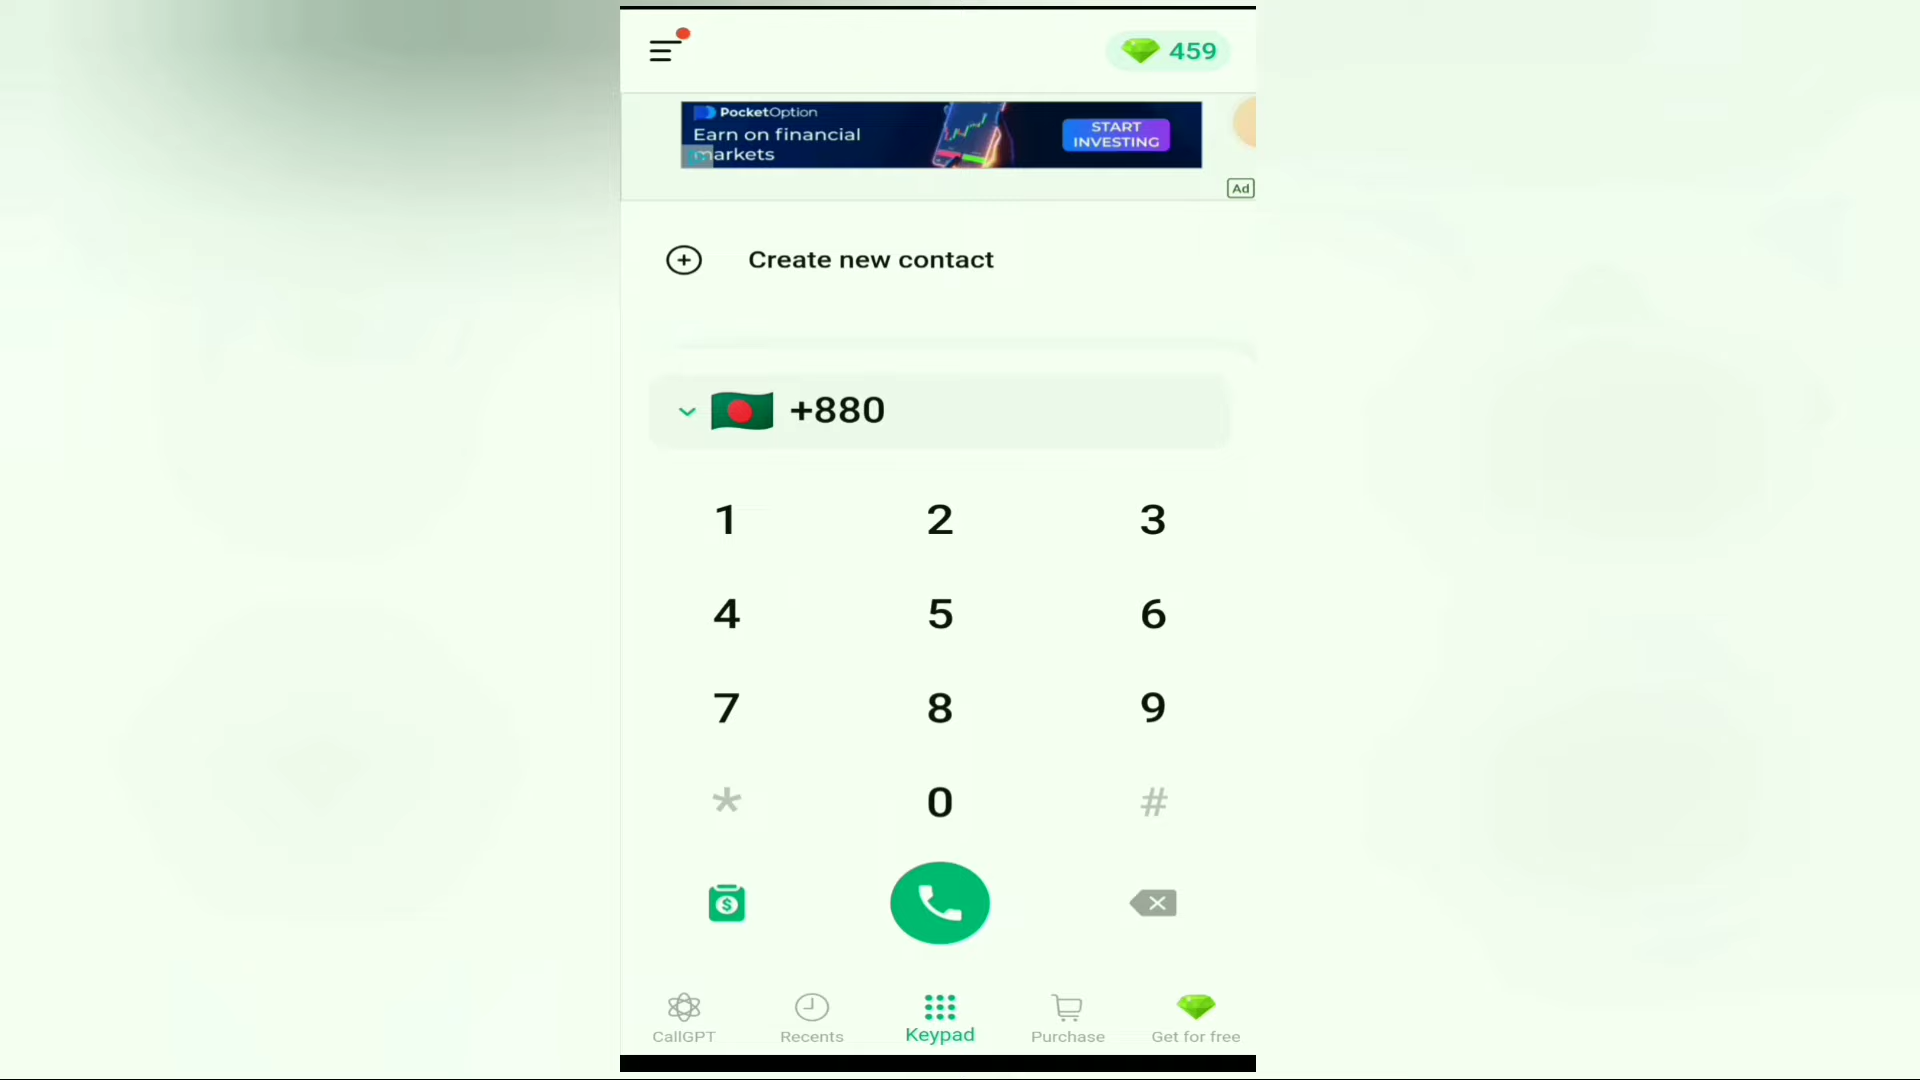 459
PocketOption
Earn on financial
markets
START
INVESTING
Ad
Create new contact
+880
1 2 3
4 5 6
7 8 9
* 0 #
$
CallGPT Recents Keypad Purchase Get for free